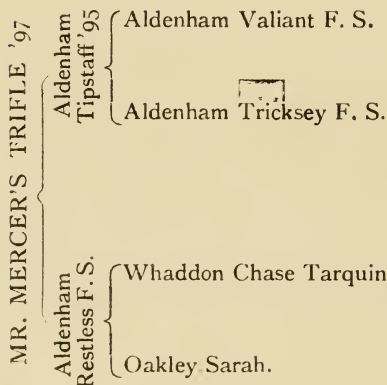 MR. MERCER'S TRIFLE '97
Aldenham
Tipstaff '95
Aldenham Valiant F. S.
Aldenham Tricksey F. S.
Aldenham
Restless F. S.
Whaddon Chase Tarquin
Oakley Sarah.